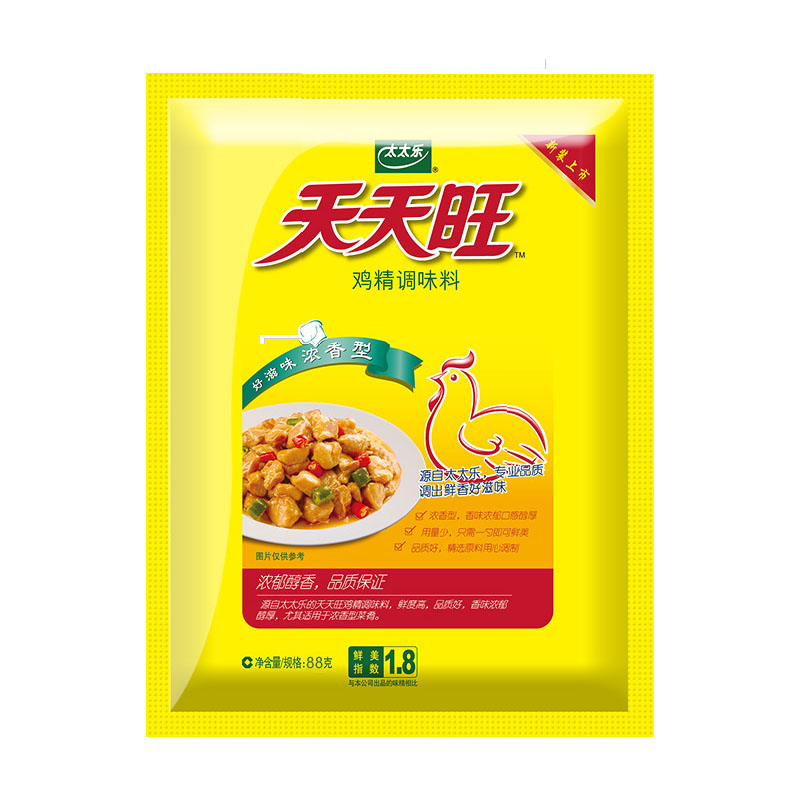 太太乐
®
新装上市
天天旺
™
鸡精调味料
好滋味 浓香型
源自太太乐，专业品质
调出鲜香好滋味
浓香型，香味浓郁口感醇厚
用量少，只需一勺即可鲜美
品质好，精选原料用心调制
图片仅供参考
浓郁醇香，品质保证
源自太太乐的天天旺鸡精调味料，鲜度高，品质好，香味浓郁
醇厚，尤其适用于浓香型菜肴。
净含量/规格:88克
鲜美
指数
1.8
与本公司出品的味精相比